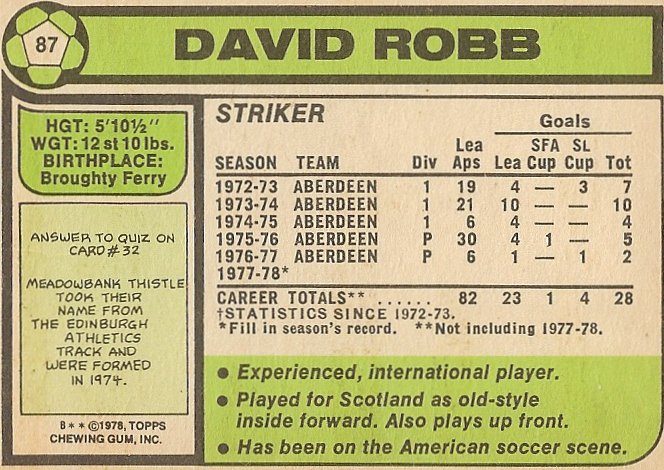 87
DAVID ROBB
HGT: 5'10½"
WGT: 12 st 10 lbs.
BIRTHPLACE:
Broughty Ferry
ANSWER TO QUIZ ON
CARD #32
MEADOWBANK THISTLE
TOOK THEIR
NAME FROM
THE EDINBURGH
ATHLETICS
TRACK AND
WERE FORMED
IN 1974.
B**©1978, TOPPS
CHEWING GUM, INC.
STRIKER
Goals
Lea SFA SL
SEASON TEAM Div Aps Lea Cup Cup Tot
1972-73 ABERDEEN 1 19 4 — 3 7
1973-74 ABERDEEN 1 21 10 — — 10
1974-75 ABERDEEN 1 6 4 — — 4
1975-76 ABERDEEN P 30 4 1 — 5
1976-77 ABERDEEN P 6 1 — 1 2
1977-78*
CAREER TOTALS** ...... 82 23 1 4 28
†STATISTICS SINCE 1972-73.
*Fill in season's record. **Not including 1977-78.
● Experienced, international player.
● Played for Scotland as old-style
inside forward. Also plays up front.
● Has been on the American soccer scene.